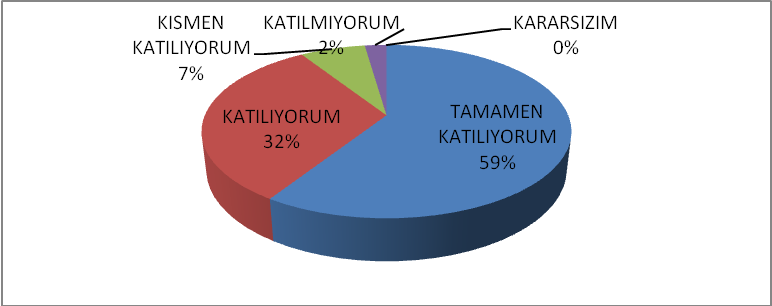 KISMEN
KATILIYORUM
7%
KATILMIYORUM
2%
KARARSIZIM
0%
KATILIYORUM
32%
TAMAMEN
KATILIYORUM
59%